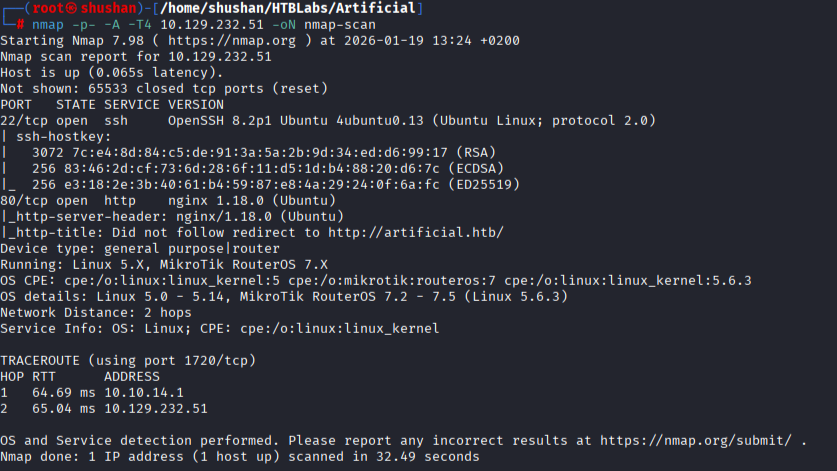 ┌──(root㉿shushan)-[/home/shushan/HTBLabs/Artificial]
└─# nmap -p- -A -T4 10.129.232.51 -oN nmap-scan
Starting Nmap 7.98 ( https://nmap.org ) at 2026-01-19 13:24 +0200
Nmap scan report for 10.129.232.51
Host is up (0.065s latency).
Not shown: 65533 closed tcp ports (reset)
PORT   STATE SERVICE VERSION
22/tcp open  ssh     OpenSSH 8.2p1 Ubuntu 4ubuntu0.13 (Ubuntu Linux; protocol 2.0)
| ssh-hostkey:
|   3072 7c:e4:8d:84:c5:de:91:3a:5a:2b:9d:34:ed:d6:99:17 (RSA)
|   256 83:46:2d:cf:73:6d:28:6f:11:d5:1d:b4:88:20:d6:7c (ECDSA)
|_  256 e3:18:2e:3b:40:61:b4:59:87:e8:4a:29:24:0f:6a:fc (ED25519)
80/tcp open  http    nginx 1.18.0 (Ubuntu)
|_http-server-header: nginx/1.18.0 (Ubuntu)
|_http-title: Did not follow redirect to http://artificial.htb/
Device type: general purpose|router
Running: Linux 5.X, MikroTik RouterOS 7.X
OS CPE: cpe:/o:linux:linux_kernel:5 cpe:/o:mikrotik:routeros:7 cpe:/o:linux:linux_kernel:5.6.3
OS details: Linux 5.0 - 5.14, MikroTik RouterOS 7.2 - 7.5 (Linux 5.6.3)
Network Distance: 2 hops
Service Info: OS: Linux; CPE: cpe:/o:linux:linux_kernel

TRACEROUTE (using port 1720/tcp)
HOP RTT      ADDRESS
1   64.69 ms 10.10.14.1
2   65.04 ms 10.129.232.51

OS and Service detection performed. Please report any incorrect results at https://nmap.org/submit/ .
Nmap done: 1 IP address (1 host up) scanned in 32.49 seconds